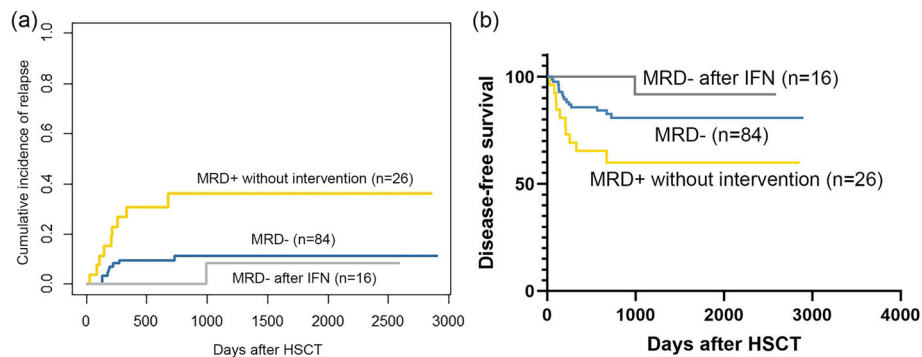 (a)
1.0
0.8
0.6
0.4
0.2
0.0
Cumulative incidence of relapse
MRD+ without intervention (n=26)
MRD- (n=84)
MRD- after IFN (n=16)
0 500 1000 1500 2000 2500 3000
Days after HSCT
(b)
100
50
0
Disease-free survival
MRD- after IFN (n=16)
MRD- (n=84)
MRD+ without intervention (n=26)
0 1000 2000 3000 4000
Days after HSCT